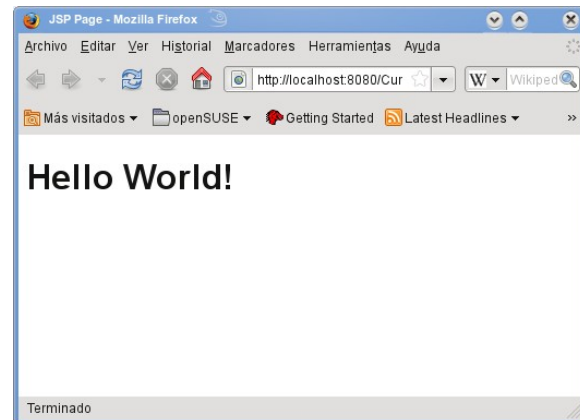 JSP Page - Mozilla Firefox
Archivo Editar Ver Historial Marcadores Herramientas Ayuda
http://localhost:8080/Cur W Wikiped
Más visitados openSUSE Getting Started Latest Headlines »
Hello World!
Terminado